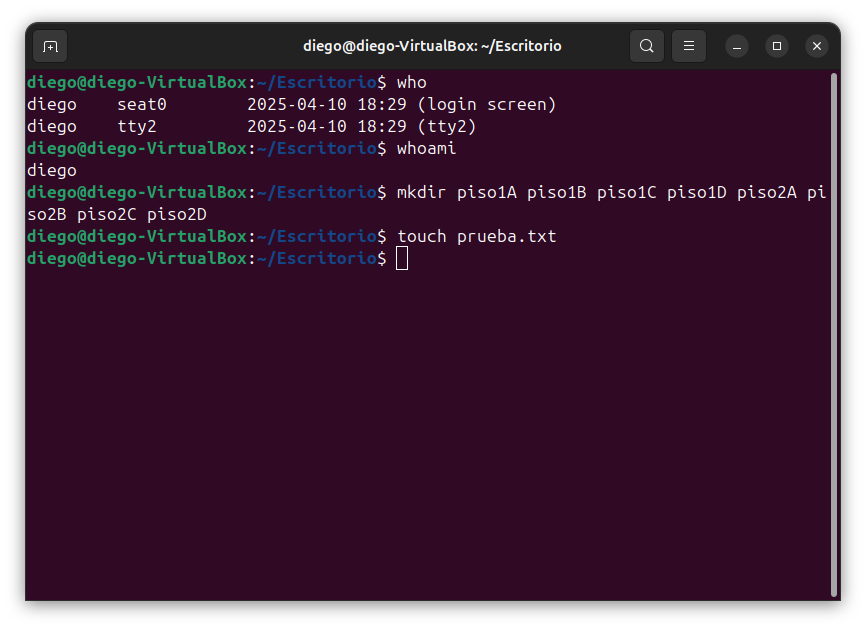 diego@diego-VirtualBox: ~/Escritorio
diego@diego-VirtualBox:~/Escritorio$ who
diego    seat0        2025-04-10 18:29 (login screen)
diego    tty2         2025-04-10 18:29 (tty2)
diego@diego-VirtualBox:~/Escritorio$ whoami
diego
diego@diego-VirtualBox:~/Escritorio$ mkdir piso1A piso1B piso1C piso1D piso2A pi
so2B piso2C piso2D
diego@diego-VirtualBox:~/Escritorio$ touch prueba.txt
diego@diego-VirtualBox:~/Escritorio$